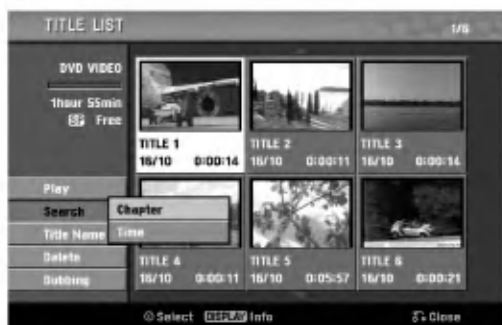 TITLE LIST
1/6
DVD VIDEO
1hour 55min
SP Free
TITLE 1
16/10 0:00:14
TITLE 2
16/10 0:00:11
TITLE 3
16/10 0:00:14
Play
Search
Title Name
Delete
Dubbing
Chapter
Time
TITLE 4
16/10 0:00:11
TITLE 5
16/10 0:05:57
TITLE 6
16/10 0:00:21
Select DISPLAY Info
Close